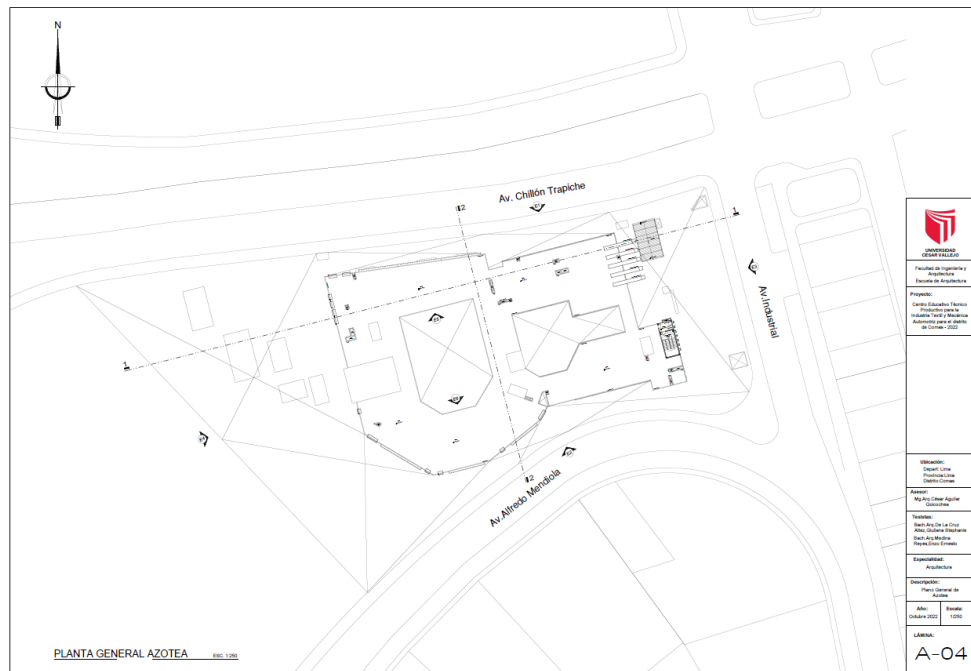 N
Av. Chillón Trapiche
2
1
Av.Industrial
1
2
Av.Alfredo Mendiola
PLANTA GENERAL AZOTEA ESC. 1:250
UNIVERSIDAD
CÉSAR VALLEJO
Facultad de Ingeniería y
Arquitectura
Escuela de Arquitectura
Proyecto:
Centro Educativo Técnico
Productivo para la
Industria Textil y Mecánica
Automotriz para el distrito
de Comas - 2022
Ubicación:
Depart: Lima
Provincia:Lima
Distrito:Comas
Asesor:
Mg.Arq.César Aguilar
Goicochea
Tesistas:
Bach.Arq.De La Cruz
Bach.Arq.Medina
Reyes,Enzo Ernesto
Especialidad:
Arquitectura
Descripción:
Plano General de
Azotea
Año: Escala:
Octubre 2022 1/250
LÁMINA:
A-04